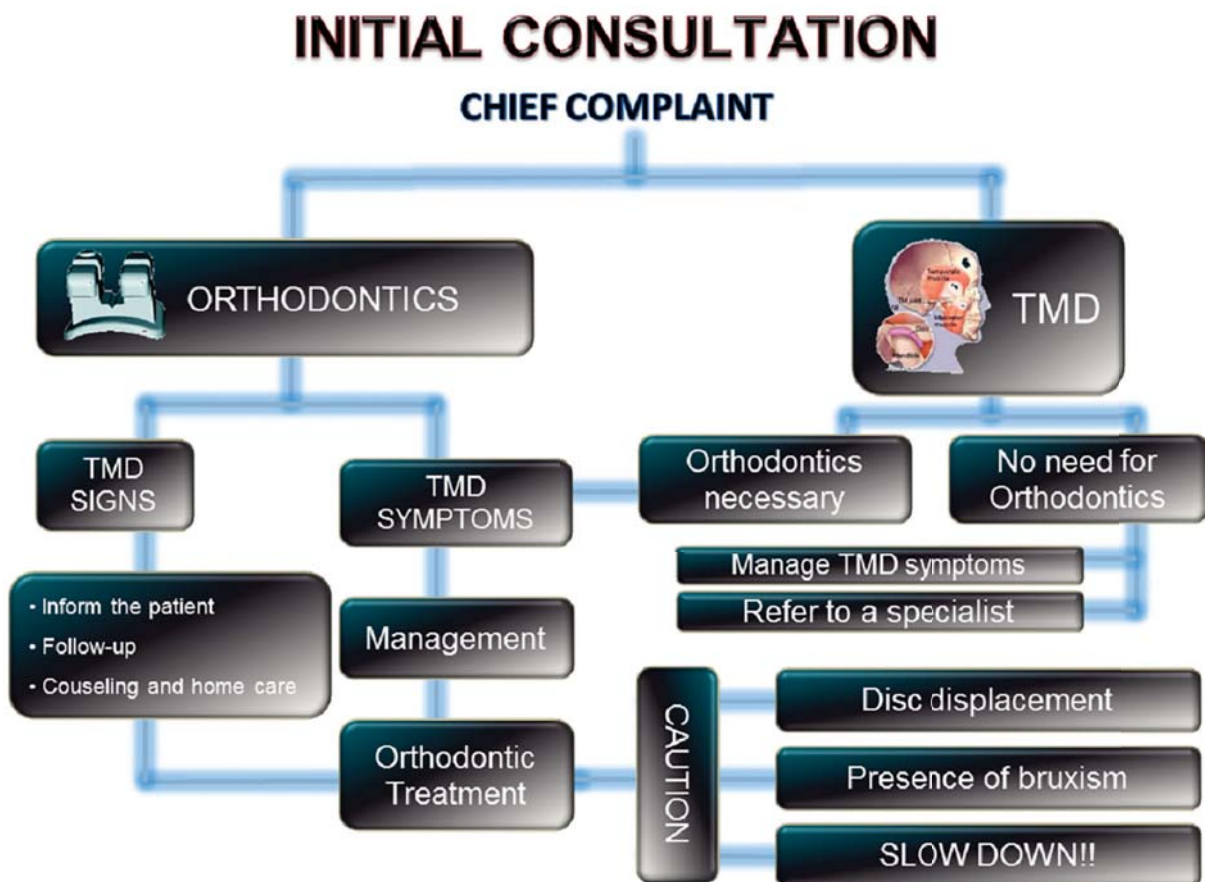 INITIAL CONSULTATION
CHIEF COMPLAINT
ORTHODONTICS
TMD
TMD
SIGNS
TMD
SYMPTOMS
Orthodontics
necessary
No need for
Orthodontics
Manage TMD symptoms
Refer to a specialist
• Inform the patient
• Follow-up
• Couseling and home care
Management
Orthodontic
Treatment
CAUTION
Disc displacement
Presence of bruxism
SLOW DOWN!!